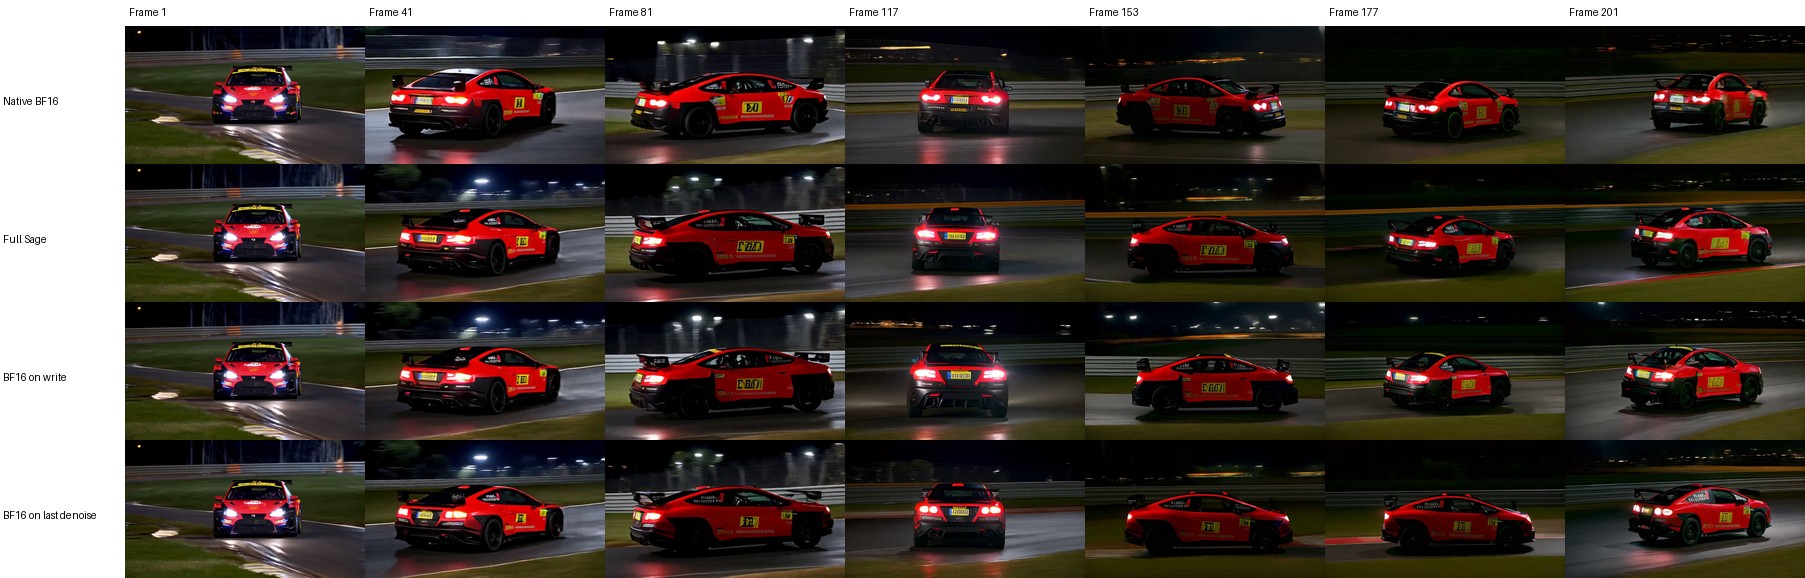 Frame 1 Frame 41 Frame 81 Frame 117 Frame 153 Frame 177 Frame 201
Native BF16
Full Sage
BF16 on write
BF16 on last denoise